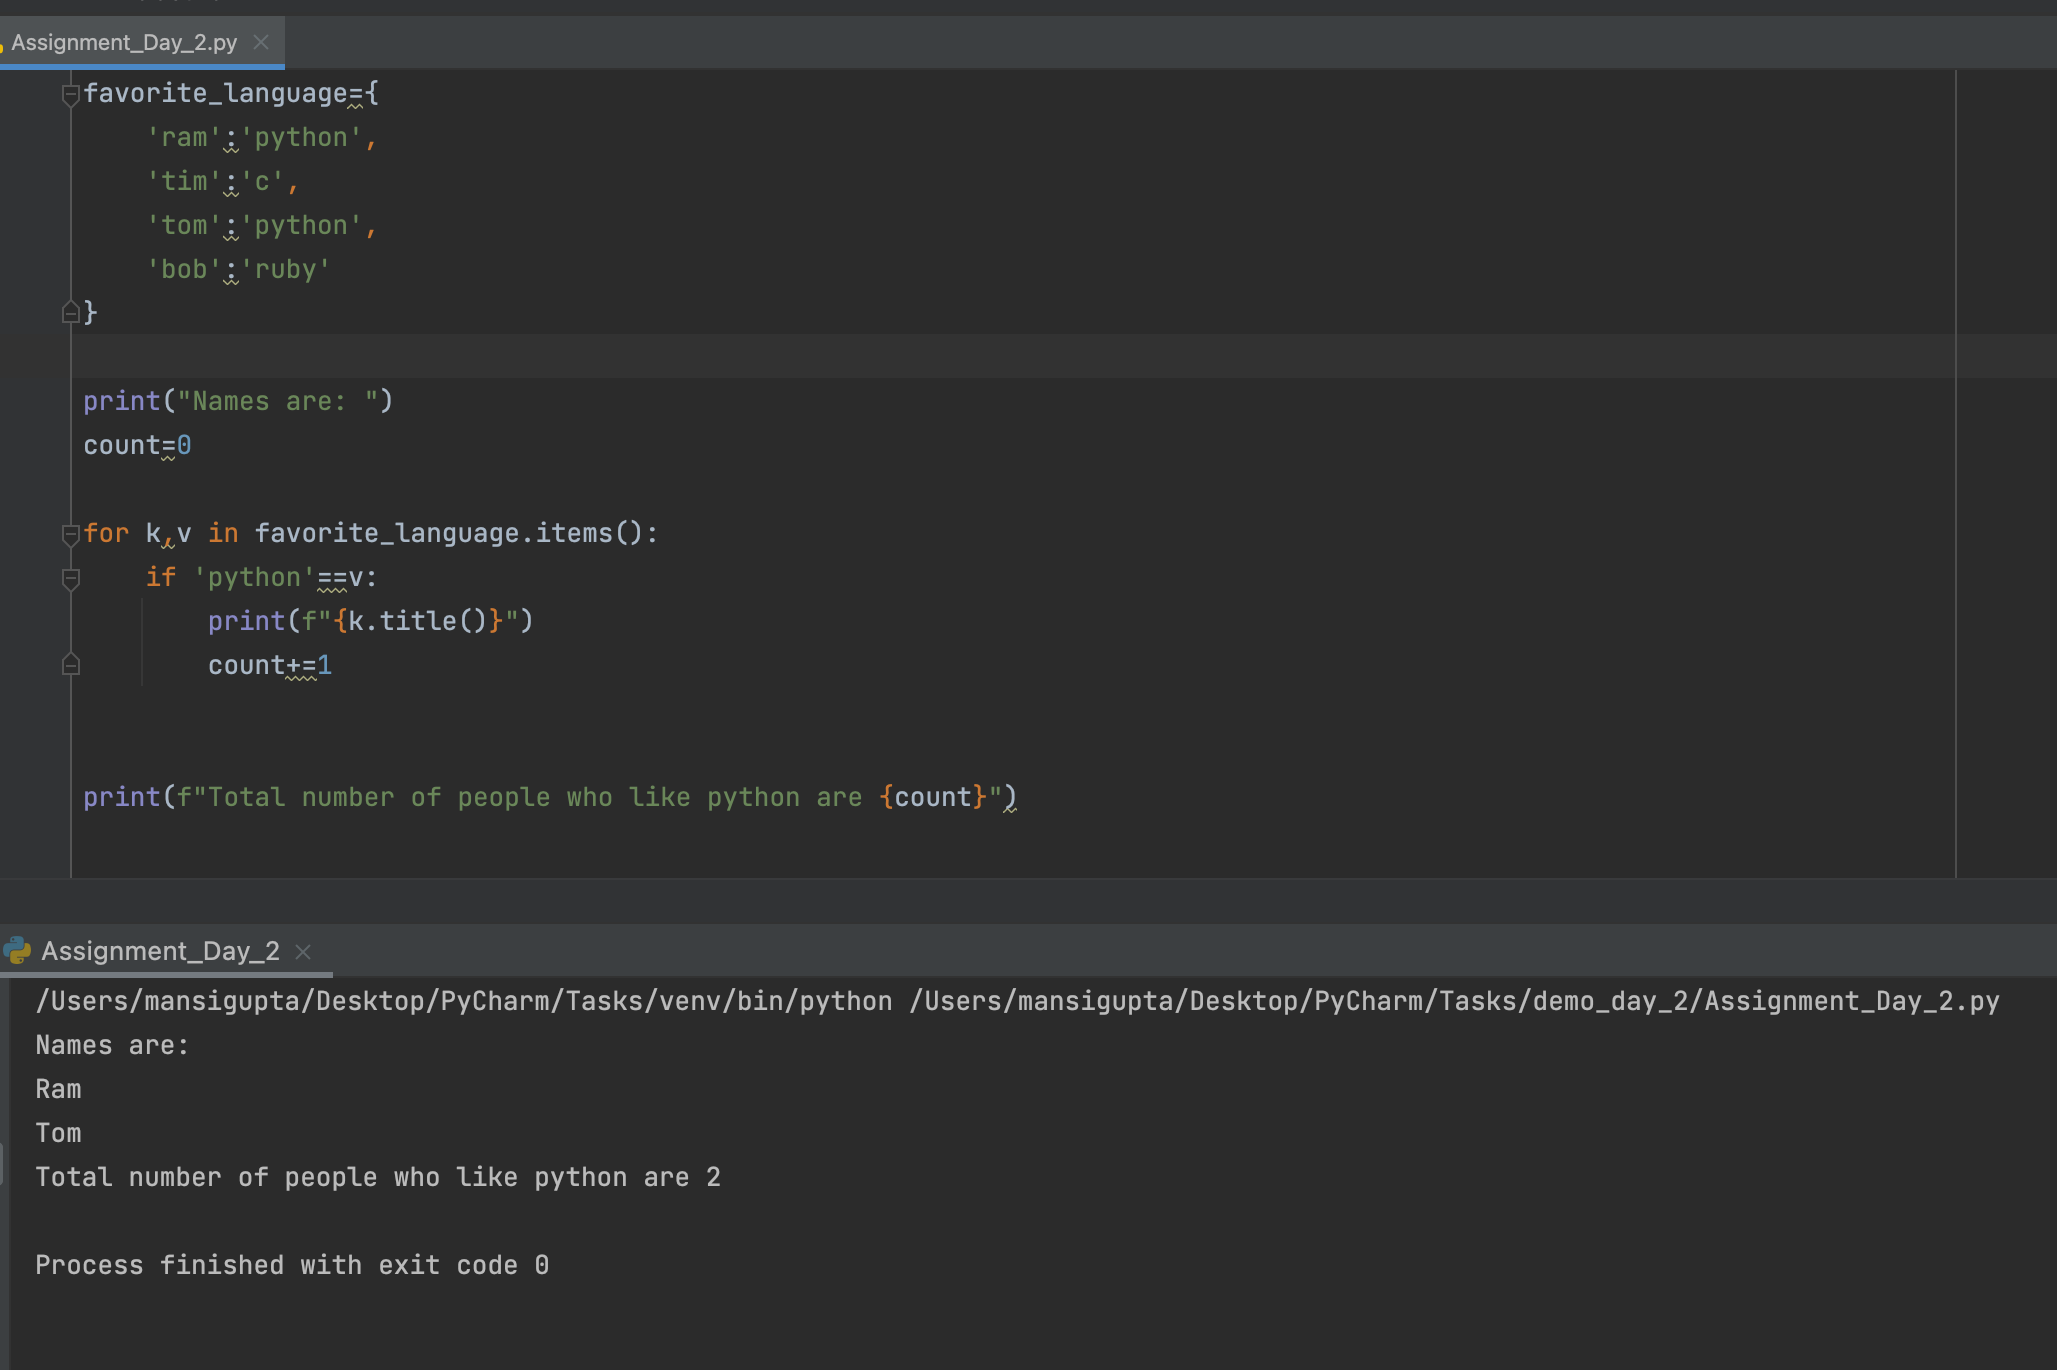 Assignment_Day_2.py
favorite_language={
    'ram':'python',
    'tim':'c',
    'tom':'python',
    'bob':'ruby'
}
print("Names are: ")
count=0
for k,v in favorite_language.items():
    if 'python'==v:
        print(f"{k.title()}")
        count+=1
print(f"Total number of people who like python are {count}")
Assignment_Day_2
/Users/mansigupta/Desktop/PyCharm/Tasks/venv/bin/python /Users/mansigupta/Desktop/PyCharm/Tasks/demo_day_2/Assignment_Day_2.py
Names are:
Ram
Tom
Total number of people who like python are 2
Process finished with exit code 0